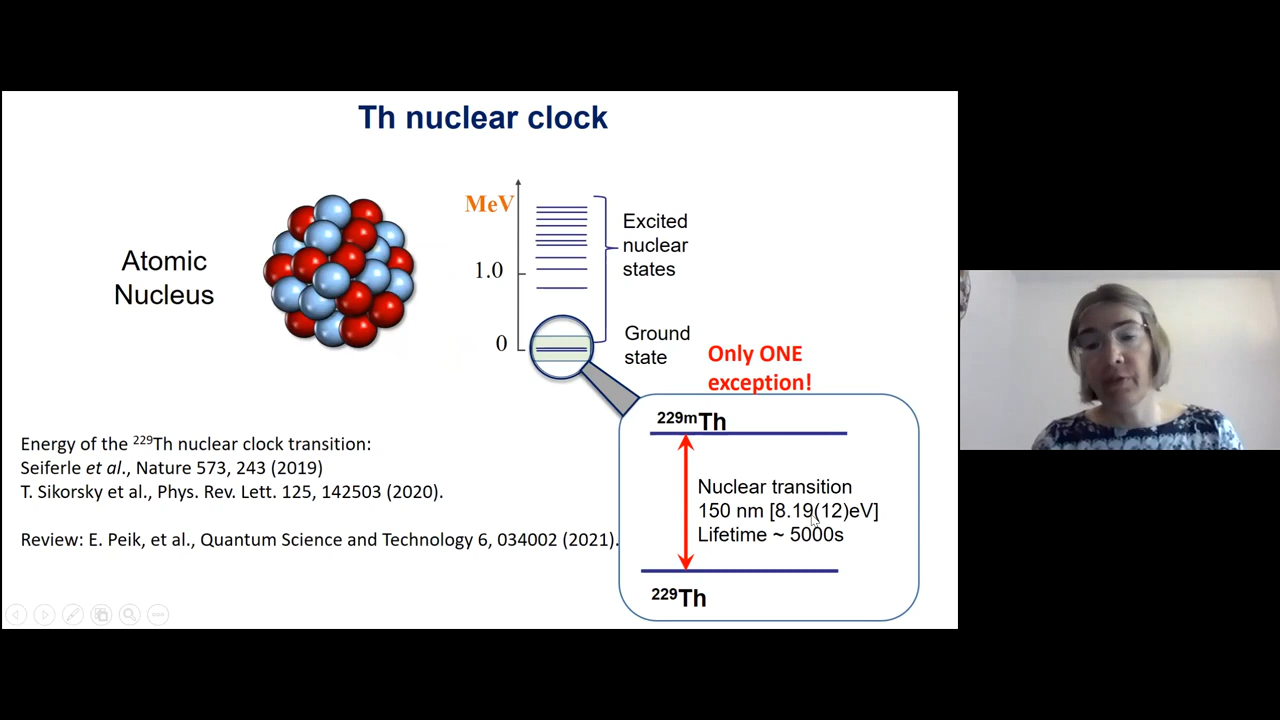 Th nuclear clock
Atomic
Nucleus
MeV
1.0
0
Excited
nuclear
states
Ground
state
Only ONE
exception!
229mTh
Nuclear transition
150 nm [8.19(12)eV]
Lifetime ~ 5000s
229Th
Energy of the 229Th nuclear clock transition:
Seiferle et al., Nature 573, 243 (2019)
T. Sikorsky et al., Phys. Rev. Lett. 125, 142503 (2020).
Review: E. Peik, et al., Quantum Science and Technology 6, 034002 (2021).